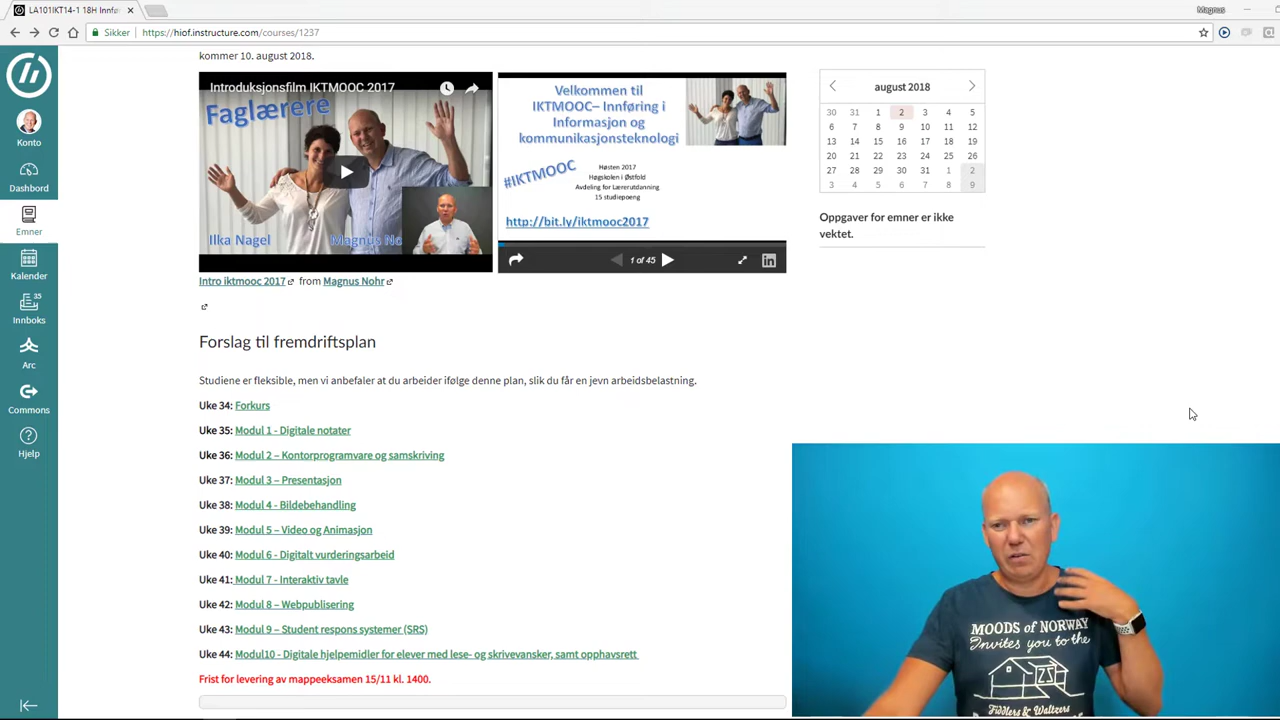 LA101IKT14-1 18H Innfø
Magnus
Sikker
https://hiof.instructure.com/courses/1237
Konto
Dashbord
Emner
Kalender
35
Innboks
Arc
Commons
Hjelp
kommer 10. august 2018.
Introduksjonsfilm IKTMOOC 2017
Faglærere
Ilka Nagel
Magnus No
Velkommen til
IKTMOOC– Innføring i
Informasjon og
kommunikasjonsteknologi
#IKTMOOC
Høsten 2017
Høgskolen i Østfold
Avdeling for Lærerutdanning
15 studiepoeng
http://bit.ly/iktmooc2017
1 of 45
Intro iktmooc 2017 from Magnus Nohr
Forslag til fremdriftsplan
Studiene er fleksible, men vi anbefaler at du arbeider ifølge denne plan, slik du får en jevn arbeidsbelastning.
Uke 34: Forkurs
Uke 35: Modul 1 - Digitale notater
Uke 36: Modul 2 – Kontorprogramvare og samskriving
Uke 37: Modul 3 – Presentasjon
Uke 38: Modul 4 - Bildebehandling
Uke 39: Modul 5 – Video og Animasjon
Uke 40: Modul 6 - Digitalt vurderingsarbeid
Uke 41: Modul 7 - Interaktiv tavle
Uke 42: Modul 8 – Webpublisering
Uke 43: Modul 9 – Student respons systemer (SRS)
Uke 44: Modul10 - Digitale hjelpemidler for elever med lese- og skrivevansker, samt opphavsrett
Frist for levering av mappeeksamen 15/11 kl. 1400.
august 2018
30 31 1 2 3 4 5
6 7 8 9 10 11 12
13 14 15 16 17 18 19
20 21 22 23 24 25 26
27 28 29 30 31 1 2
3 4 5 6 7 8 9
Oppgaver for emner er ikke
vektet.
MOODS of NORWAY
Invites you to the
ZS
Fiddlers & Waltzers